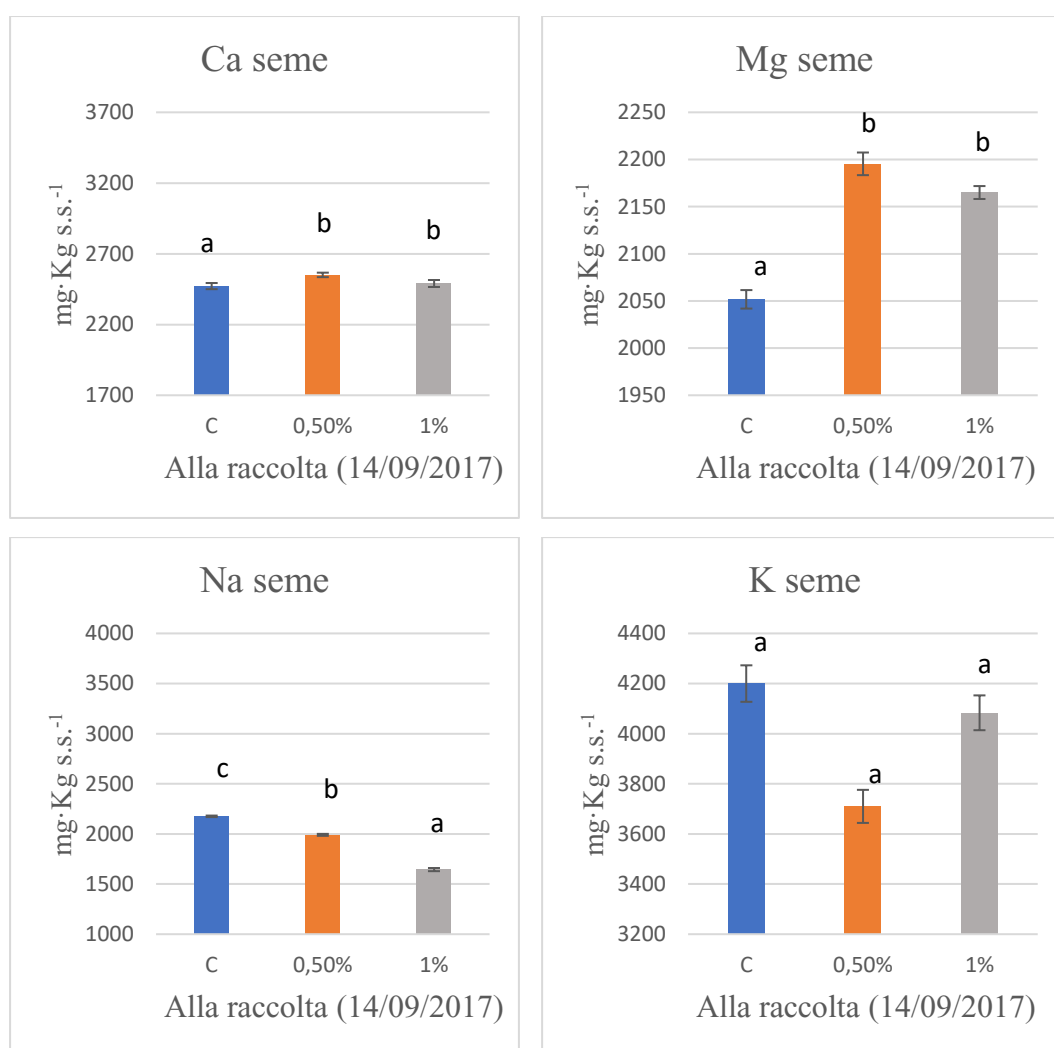 Ca seme
3700
3200
2700
2200
1700
mg·Kg s.s.⁻¹
a
b
b
C
0,50%
1%
Alla raccolta (14/09/2017)
Mg seme
2250
2200
2150
2100
2050
2000
1950
mg·Kg s.s.⁻¹
a
b
b
C
0,50%
1%
Alla raccolta (14/09/2017)
Na seme
4000
3500
3000
2500
2000
1500
1000
mg·Kg s.s.⁻¹
c
b
a
C
0,50%
1%
Alla raccolta (14/09/2017)
K seme
4400
4200
4000
3800
3600
3400
3200
mg·Kg s.s.⁻¹
a
a
a
C
0,50%
1%
Alla raccolta (14/09/2017)